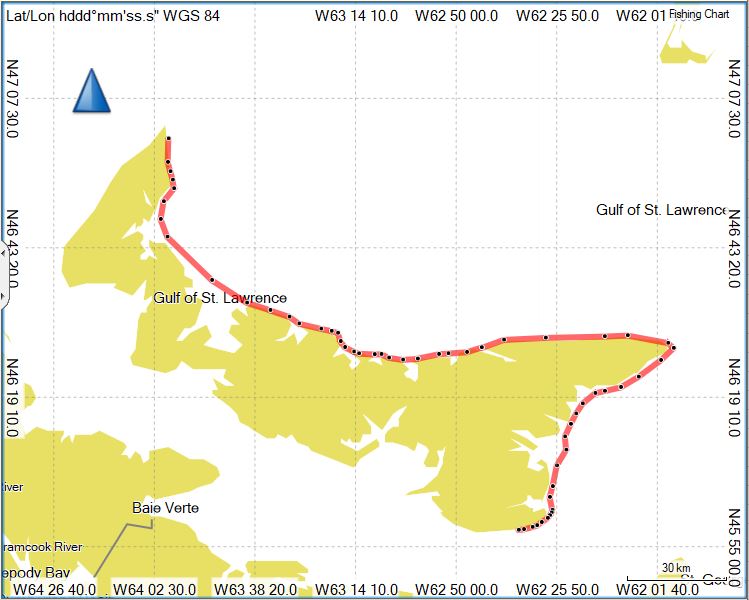 Lat/Lon hddd°mm'ss.s" WGS 84
W63 14 10.0
W62 50 00.0
W62 25 50.0
W62 01
Fishing Chart
N47 07 30.0
N47 07 30.0
Gulf of St. Lawrence
N46 43 20.0
N46 43 20.0
Gulf of St. Lawrence
N46 19 10.0
N46 19 10.0
iver
Baie Verte
N45 55 00.0
ramcook River
epody Bay
30 km
W64 26 40.0
W64 02 30.0
W63 38 20.0
W63 14 10.0
W62 50 00.0
W62 25 50.0
W62 01 40.0